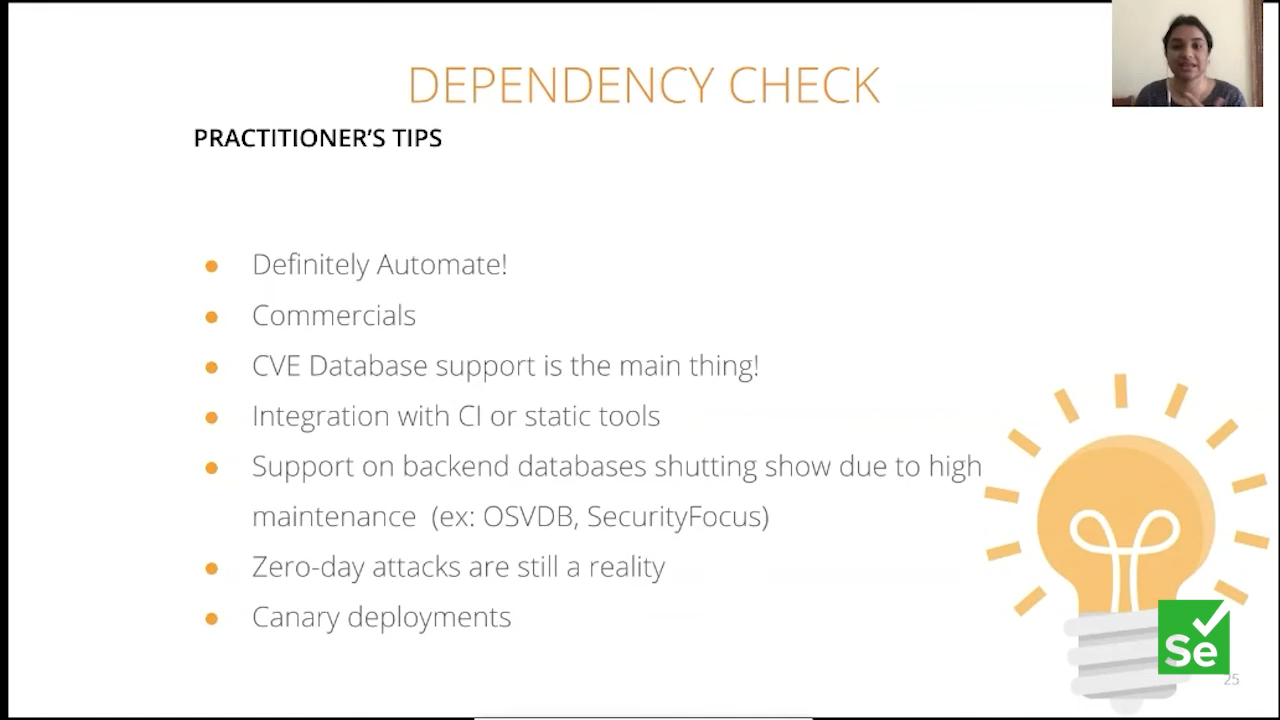 DEPENDENCY CHECK
PRACTITIONER'S TIPS
Definitely Automate!
Commercials
CVE Database support is the main thing!
Integration with CI or static tools
Support on backend databases shutting show due to high
maintenance (ex: OSVDB, SecurityFocus)
Zero-day attacks are still a reality
Canary deployments
Se
25